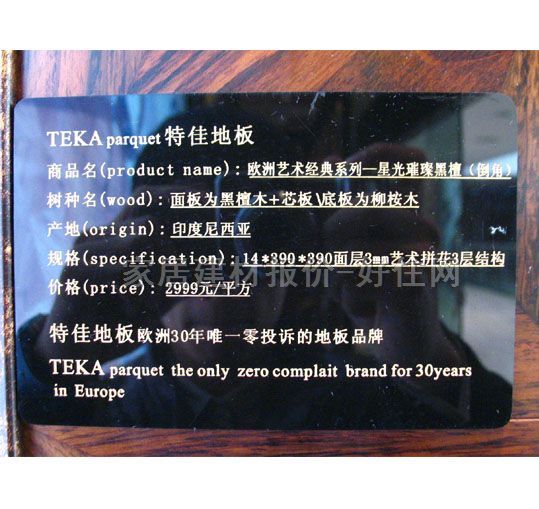 TEKA parquet 特佳地板
商品名(product name): 欧洲艺术经典系列—星光璀璨黑檀(倒角)
树种名(wood): 面板为黑檀木+芯板\底板为柳桉木
产地(origin): 印度尼西亚
规格(specification): 14*390*390面层3mm艺术拼花3层结构
家居建材报价-好住网
价格(price): 2999元/平方
特佳地板欧洲30年唯一零投诉的地板品牌
TEKA parquet the only zero complait brand for 30years
in Europe